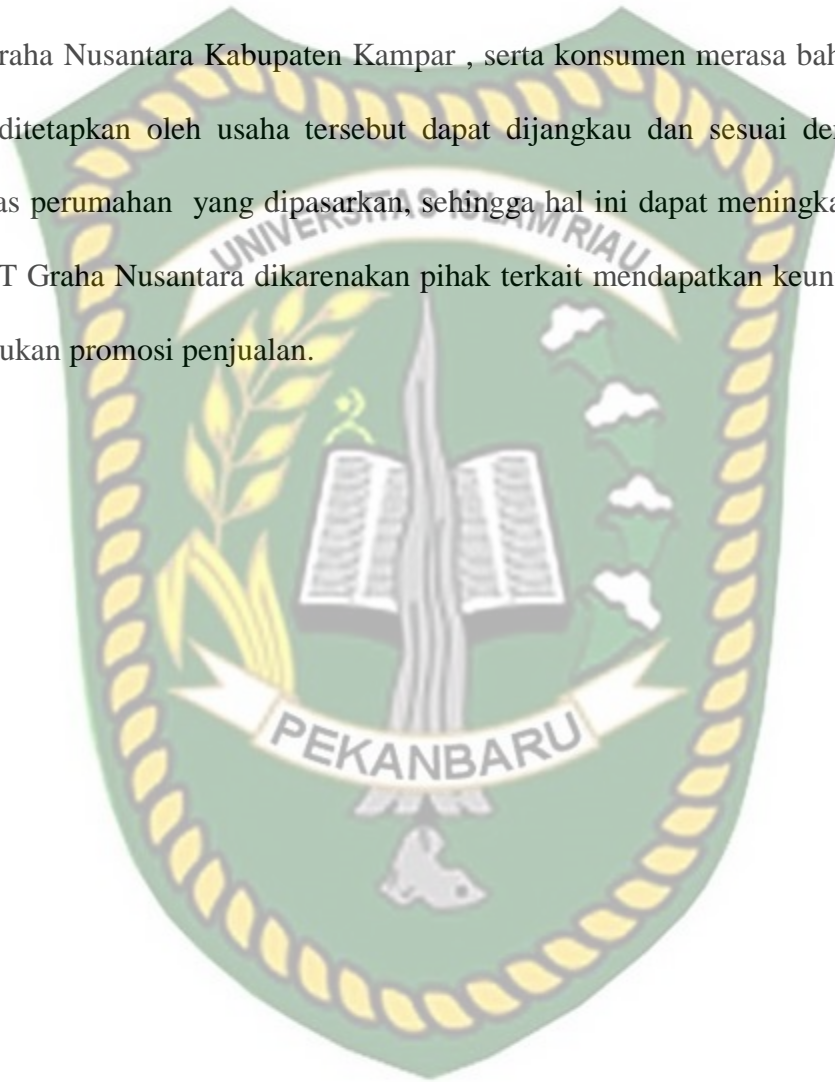 raha Nusantara Kabupaten Kampar , serta konsumen merasa bah
ditetapkan oleh usaha tersebut dapat dijangkau dan sesuai de
as perumahan yang dipasarkan, sehingga hal ini dapat meningka
T Graha Nusantara dikarenakan pihak terkait mendapatkan keun
ukan promosi penjualan.
UNIVERSITAS ISLAM RIAU
PEKANBARU